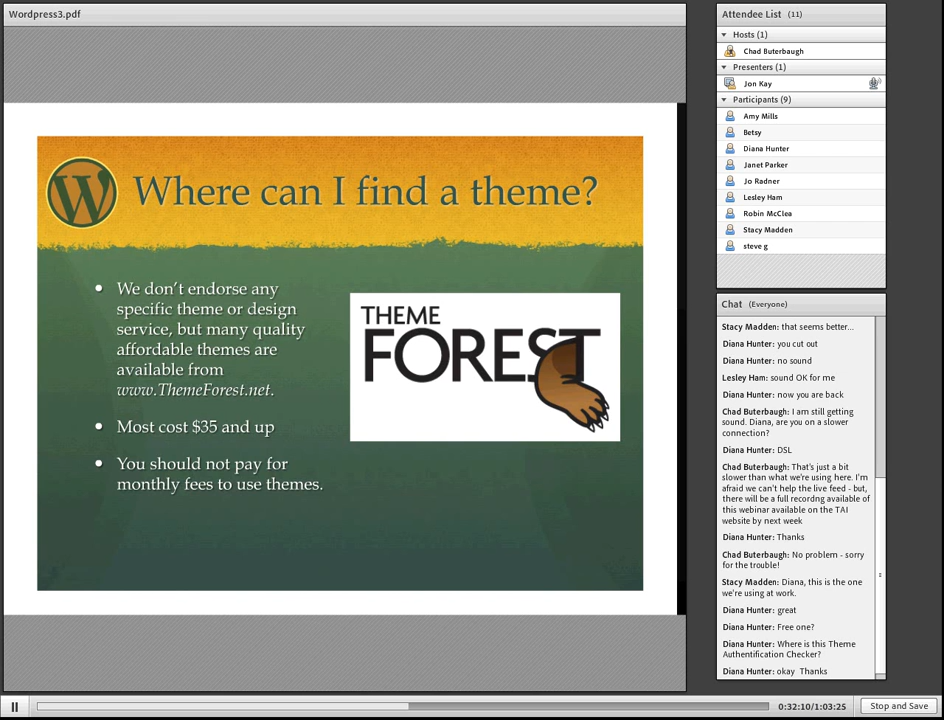 Wordpress3.pdf
W
Where can I find a theme?
• We don't endorse any
specific theme or design
service, but many quality
affordable themes are
available from
www.ThemeForest.net.
• Most cost $35 and up
• You should not pay for
monthly fees to use themes.
THEME
FOREST
Attendee List (11)
Hosts (1)
Chad Buterbaugh
Presenters (1)
Jon Kay
Participants (9)
Amy Mills
Betsy
Diana Hunter
Janet Parker
Jo Radner
Lesley Ham
Robin McClea
Stacy Madden
steve g
Chat (Everyone)
Stacy Madden: that seems better...
Diana Hunter: you cut out
Diana Hunter: no sound
Lesley Ham: sound OK for me
Diana Hunter: now you are back
Chad Buterbaugh: I am still getting
sound. Diana, are you on a slower
connection?
Diana Hunter: DSL
Chad Buterbaugh: That's just a bit
slower than what we're using here. I'm
afraid we can't help the live feed - but,
there will be a full recordng available of
this webinar available on the TAI
website by next week
Diana Hunter: Thanks
Chad Buterbaugh: No problem - sorry
for the trouble!
Stacy Madden: Diana, this is the one
we're using at work.
Diana Hunter: great
Diana Hunter: Free one?
Diana Hunter: Where is this Theme
Authentification Checker?
Diana Hunter: okay Thanks
0:32:10/1:03:25
Stop and Save